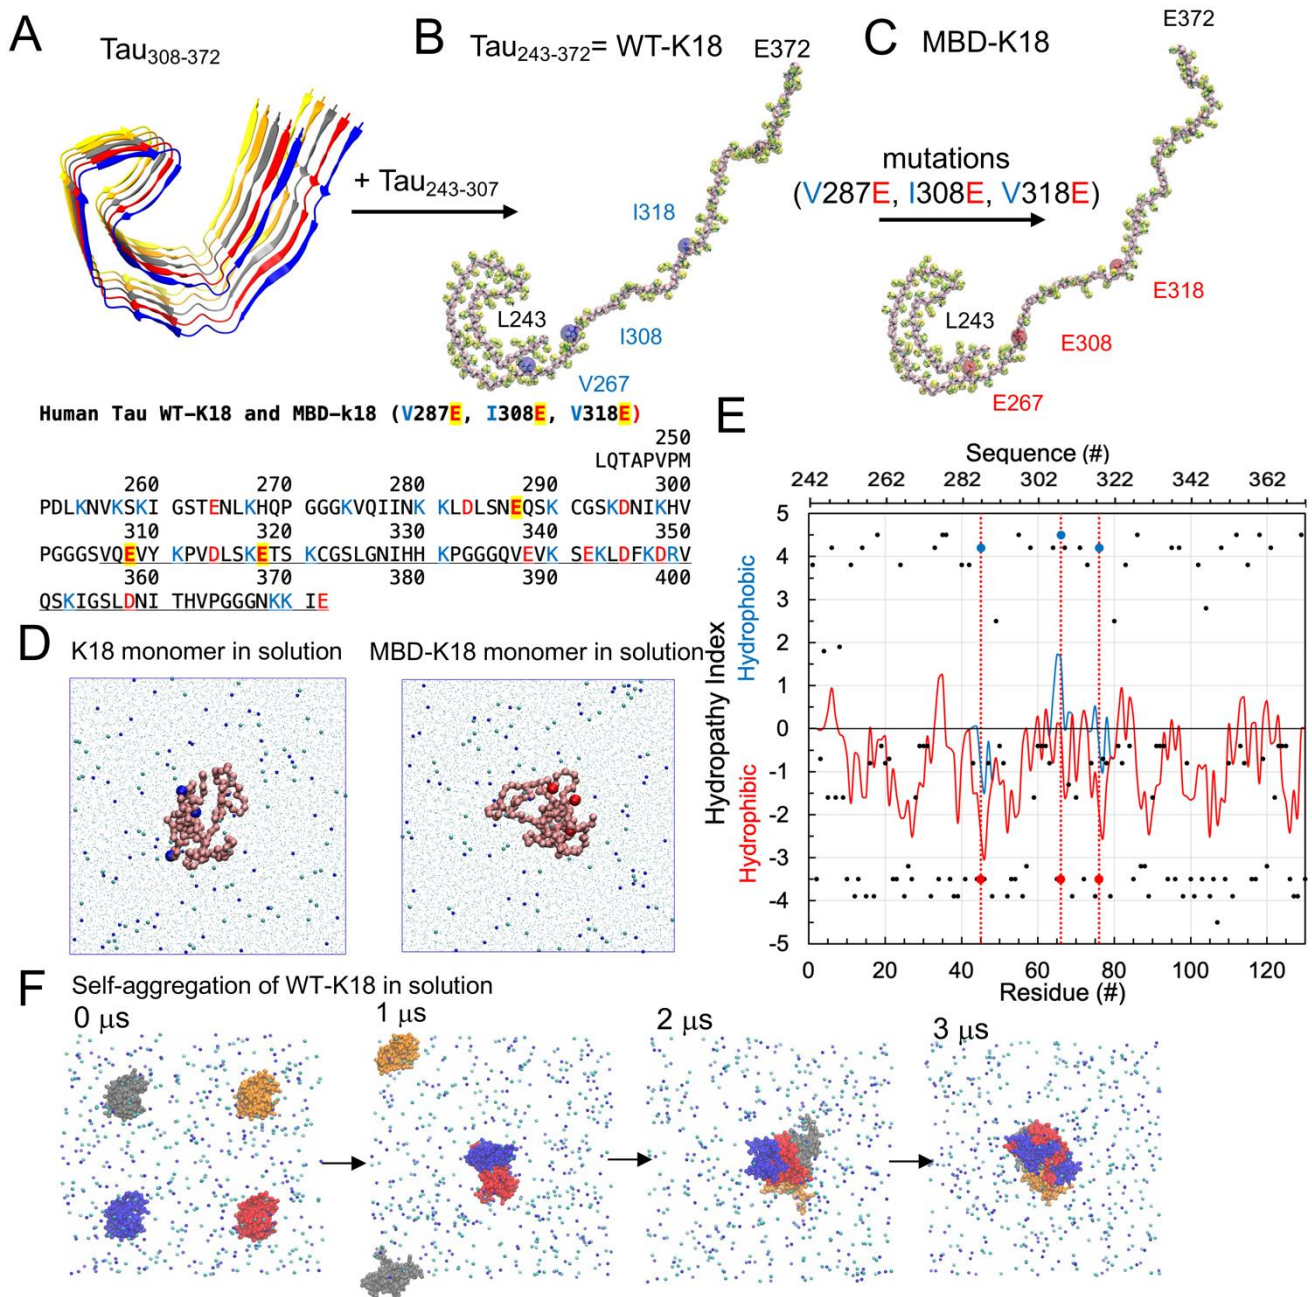 A
Tau308-372
+ Tau243-307
B
Tau243-372= WT-K18
E372
I318
I308
V267
L243
C
MBD-K18
E372
mutations
(V287E, I308E, V318E)
E318
E308
E267
L243
Human Tau WT-K18 and MBD-k18 (V287E, I308E, V318E)
250
LQTAPVPM
260 270 280 290 300
PDLKNVKSKI GSTENLKHQP GGGKVQIINK KLDLSNEQSK CGSKDNIKHV
310 320 330 340 350
PGGGSVQEVY KPVDLSKETS KCGSLGNIHH KPGGGQVEVK SEKLDFKDRV
360 370 380 390 400
QSKIGSLDNI THVPGGGNKK IE
D
K18 monomer in solution
MBD-K18 monomer in solution
E
Sequence (#)
242 262 282 302 322 342 362
Hydropathy Index
Hydrophobic
Hydrophibic
5
4
3
2
1
0
-1
-2
-3
-4
-5
0 20 40 60 80 100 120
Residue (#)
F
Self-aggregation of WT-K18 in solution
0 μs
1 μs
2 μs
3 μs